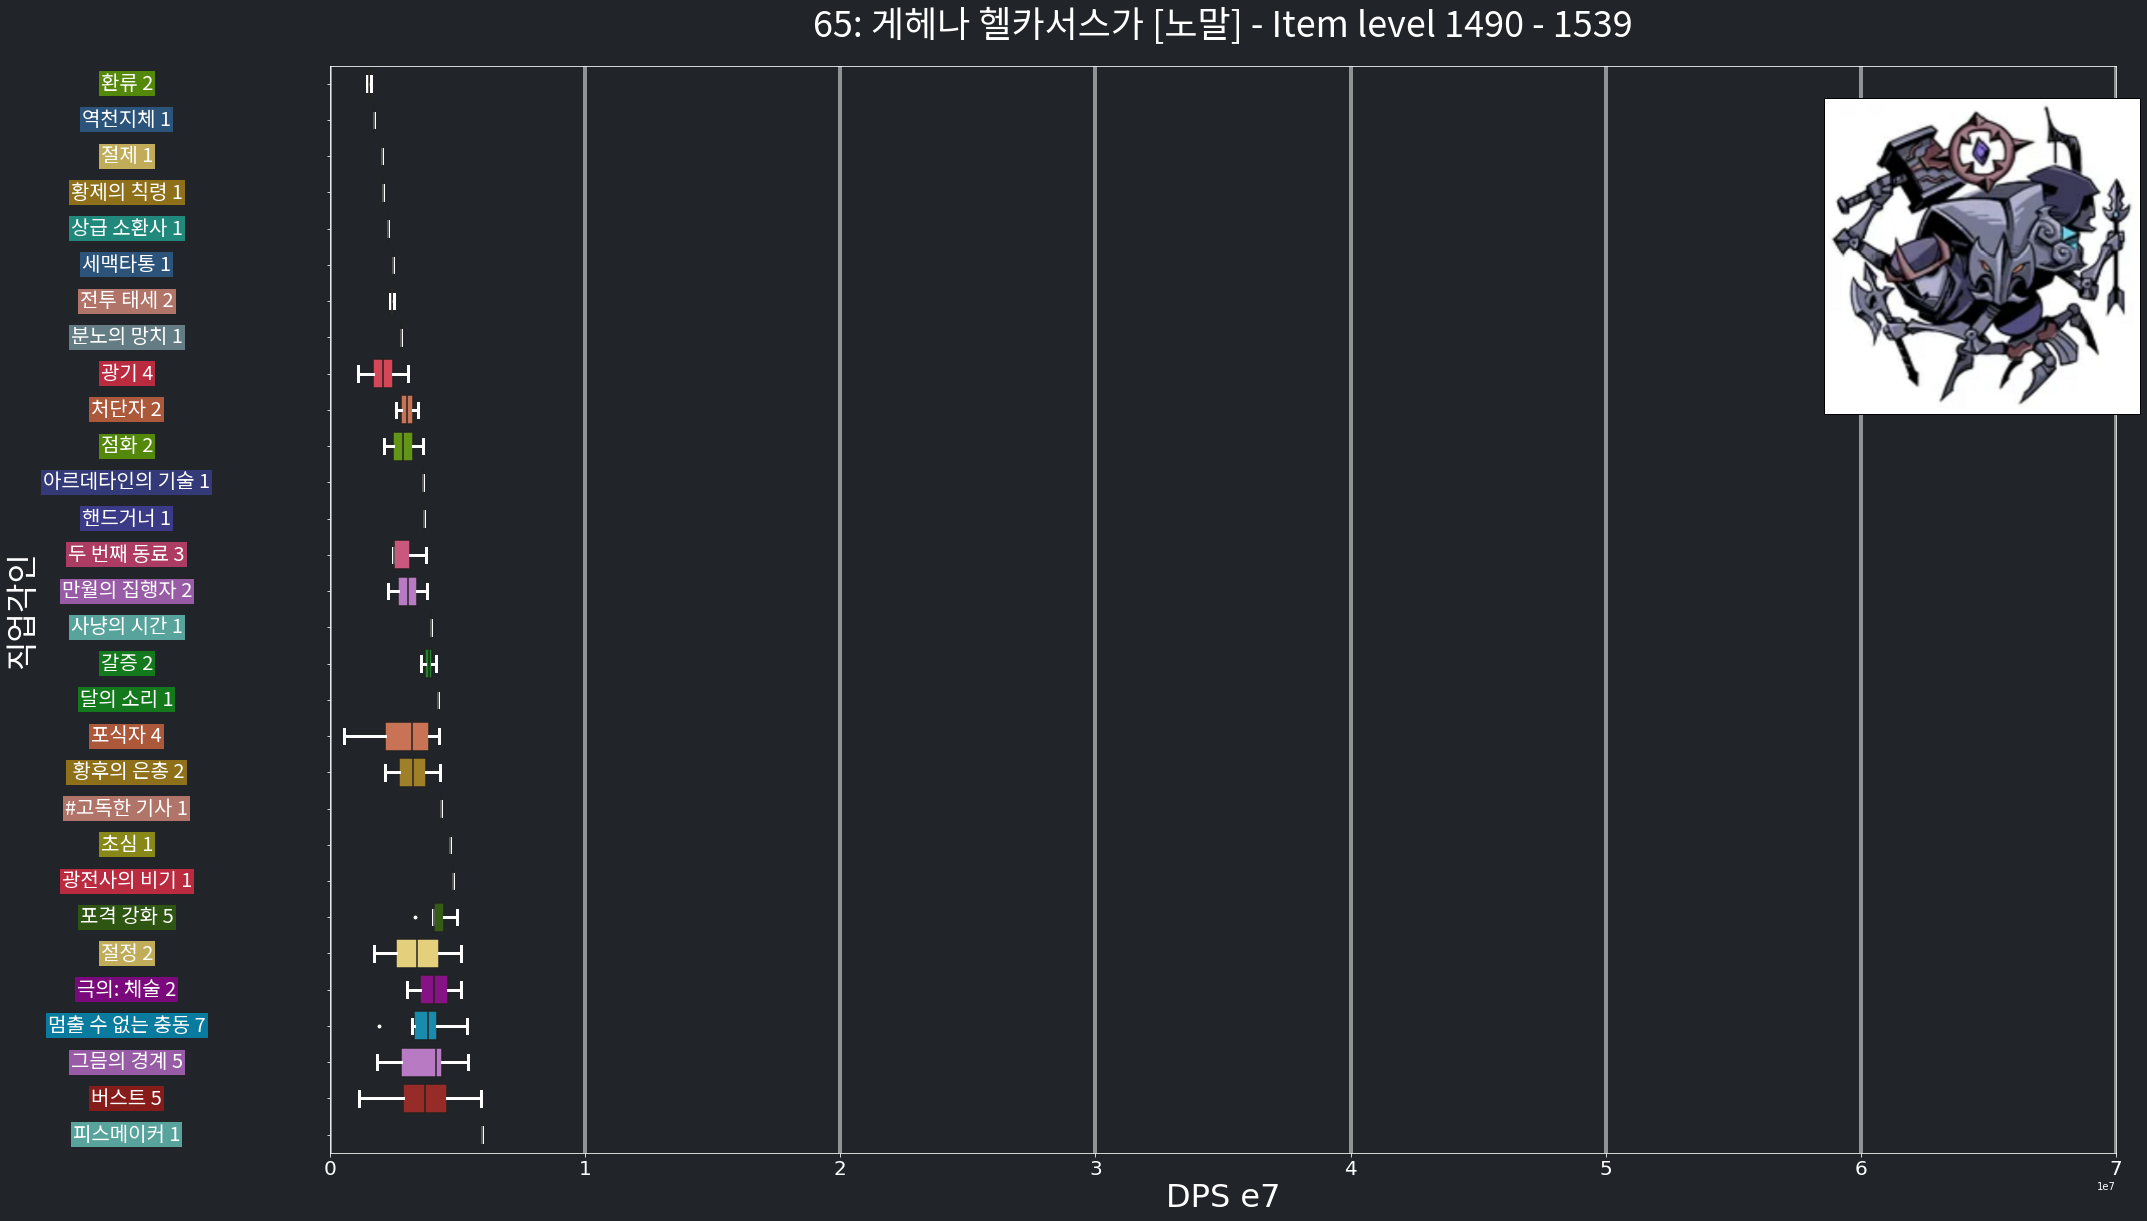 65: 게헤나 헬카서스가 [노말] - Item level 1490 - 1539
환류 2
역천지체 1
절제 1
황제의 칙령 1
상급 소환사 1
세맥타통 1
전투 태세 2
분노의 망치 1
광기 4
처단자 2
점화 2
아르데타인의 기술 1
핸드거너 1
두 번째 동료 3
만월의 집행자 2
사냥의 시간 1
갈증 2
달의 소리 1
포식자 4
황후의 은총 2
#고독한 기사 1
초심 1
광전사의 비기 1
포격 강화 5
절정 2
극의: 체술 2
멈출 수 없는 충동 7
그믐의 경계 5
버스트 5
피스메이커 1
직업각인
0 1 2 3 4 5 6 7
1e7
DPS e7